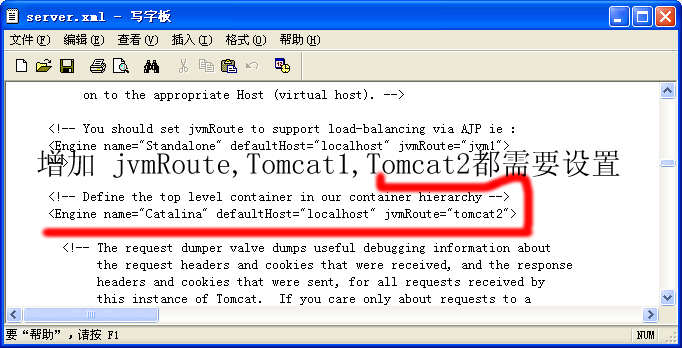 server.xml - 写字板
文件(F) 编辑(E) 查看(V) 插入(I) 格式(O) 帮助(H)
on to the appropriate Host (virtual host). -->
<!-- You should set jvmRoute to support load-balancing via AJP ie :
<Engine name="Standalone" defaultHost="localhost" jvmRoute="jvm1">
-->
增加 jvmRoute,Tomcat1,Tomcat2都需要设置
<!-- Define the top level container in our container hierarchy -->
<Engine name="Catalina" defaultHost="localhost" jvmRoute="tomcat2">
<!-- The request dumper valve dumps useful debugging information about
the request headers and cookies that were received, and the response
headers and cookies that were sent, for all requests received by
this instance of Tomcat.  If you care only about requests to a
要“帮助”,请按 F1
NUM